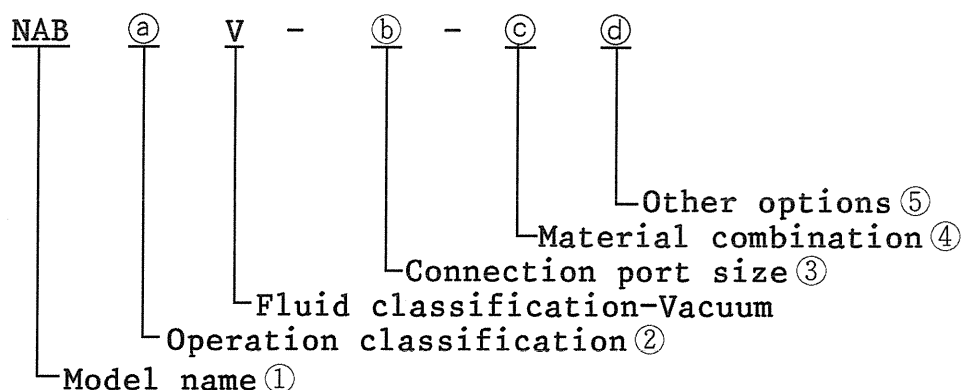 NAB ⓐ V - ⓑ - ⓒ ⓓ
Other options ⑤
Material combination ④
Connection port size ③
Fluid classification-Vacuum
Operation classification ②
Model name ①